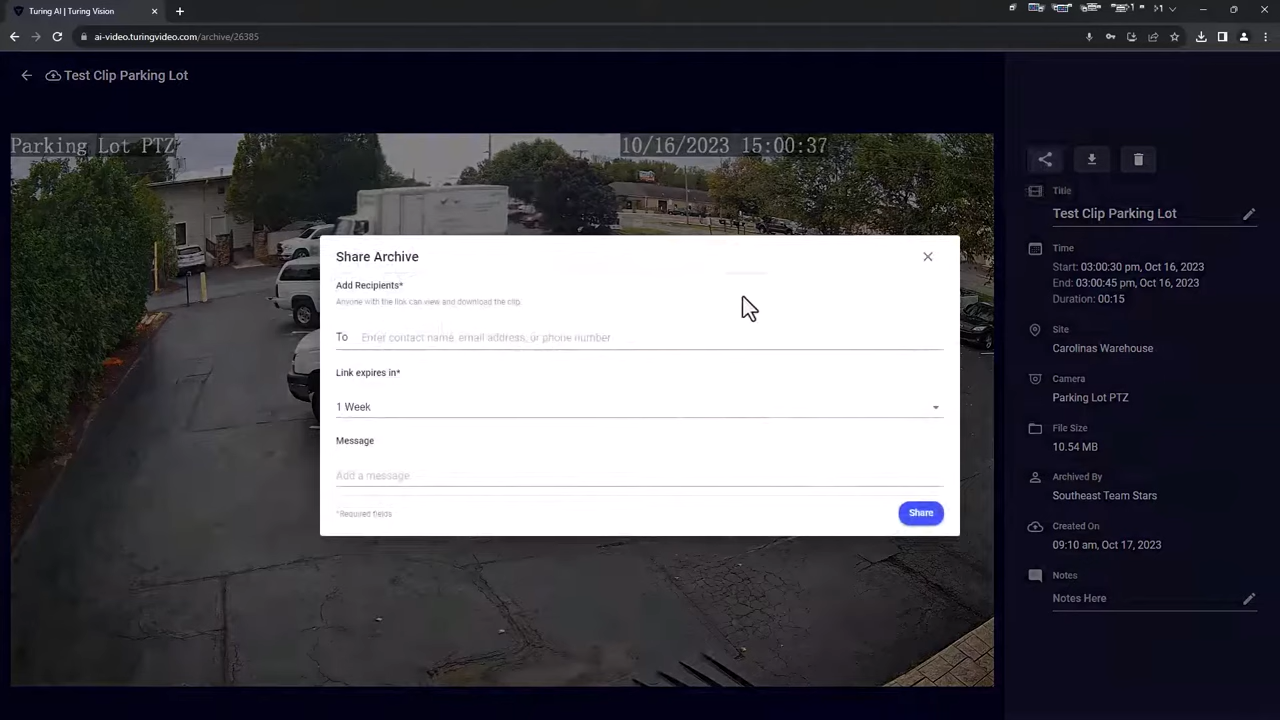 Turing AI | Turing Vision
ai-video.turingvideo.com/archive/26385
Test Clip Parking Lot
Parking Lot PTZ
10/16/2023 15:00:37
Share Archive
Add Recipients*
Anyone with the link can view and download the clip.
To Enter contact name, email address, or phone number
Link expires in*
1 Week
Message
Add a message
*Required fields
Share
Title
Test Clip Parking Lot
Time
Start: 03:00:30 pm, Oct 16, 2023
End: 03:00:45 pm, Oct 16, 2023
Duration: 00:15
Site
Carolinas Warehouse
Camera
Parking Lot PTZ
File Size
10.54 MB
Archived By
Southeast Team Stars
Created On
09:10 am, Oct 17, 2023
Notes
Notes Here